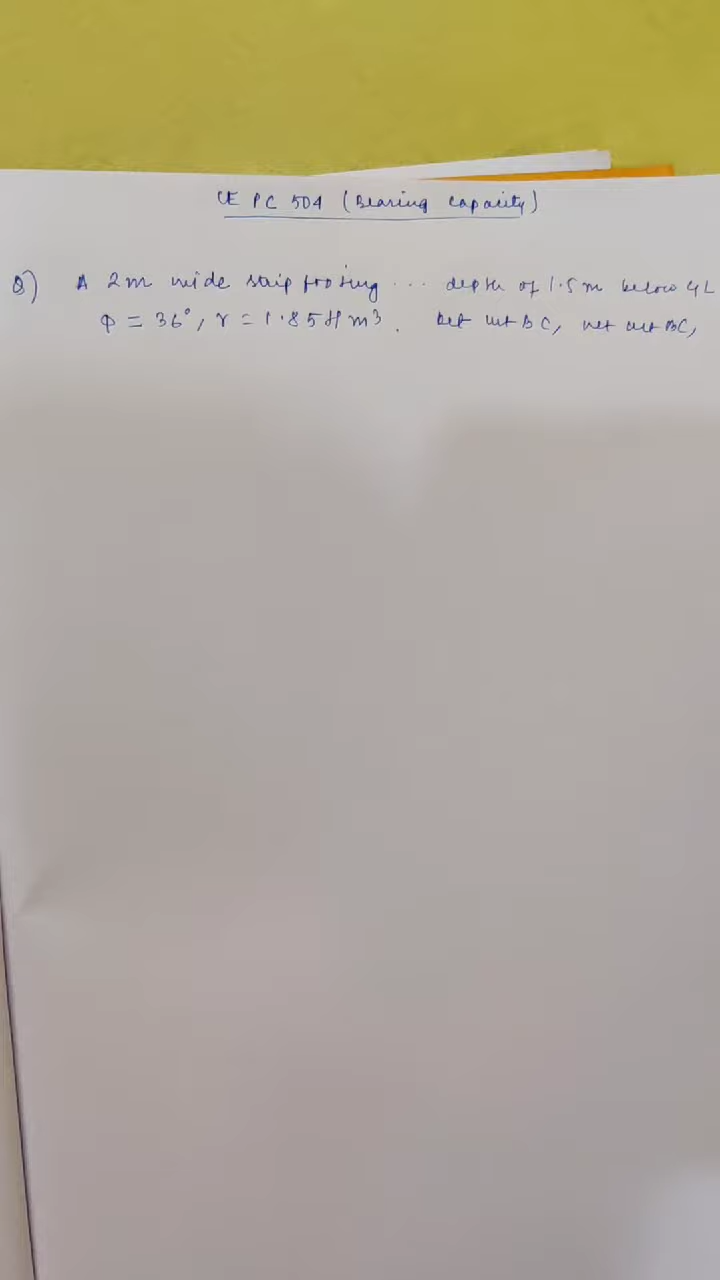 CE PC 504 (Bearing Capacity)
Q) A 2m wide strip footing ... depth of 1.5m below GL
φ = 36°, γ = 1.85 t/m³. Det ult BC, net ult BC,